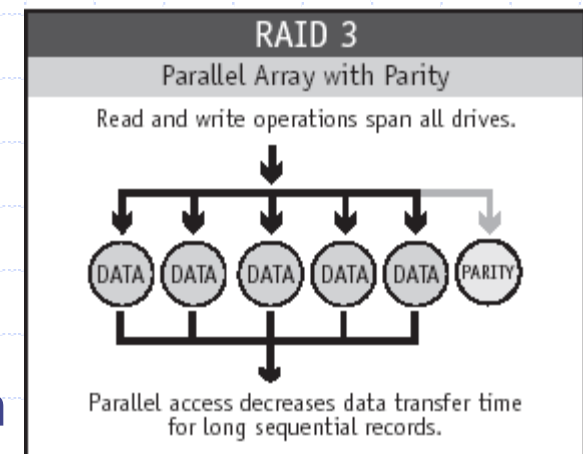 RAID 3
Parallel Array with Parity
Read and write operations span all drives.
DATA DATA DATA DATA DATA PARITY
Parallel access decreases data transfer time
for long sequential records.